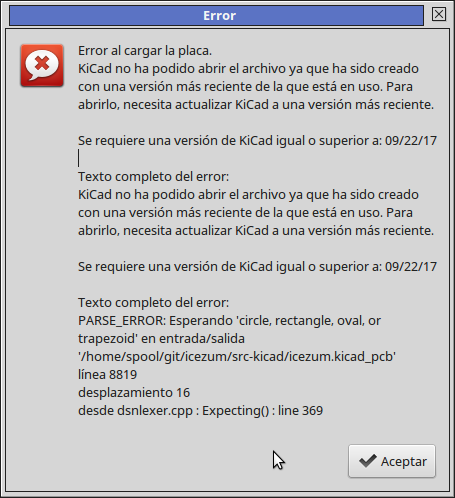 Error
Error al cargar la placa.
KiCad no ha podido abrir el archivo ya que ha sido creado
con una versión más reciente de la que está en uso. Para
abrirlo, necesita actualizar KiCad a una versión más reciente.
Se requiere una versión de KiCad igual o superior a: 09/22/17
Texto completo del error:
KiCad no ha podido abrir el archivo ya que ha sido creado
con una versión más reciente de la que está en uso. Para
abrirlo, necesita actualizar KiCad a una versión más reciente.
Se requiere una versión de KiCad igual o superior a: 09/22/17
Texto completo del error:
PARSE_ERROR: Esperando 'circle, rectangle, oval, or
trapezoid' en entrada/salida
'/home/spool/git/icezum/src-kicad/icezum.kicad_pcb'
línea 8819
desplazamiento 16
desde dsnlexer.cpp : Expecting() : line 369
Aceptar